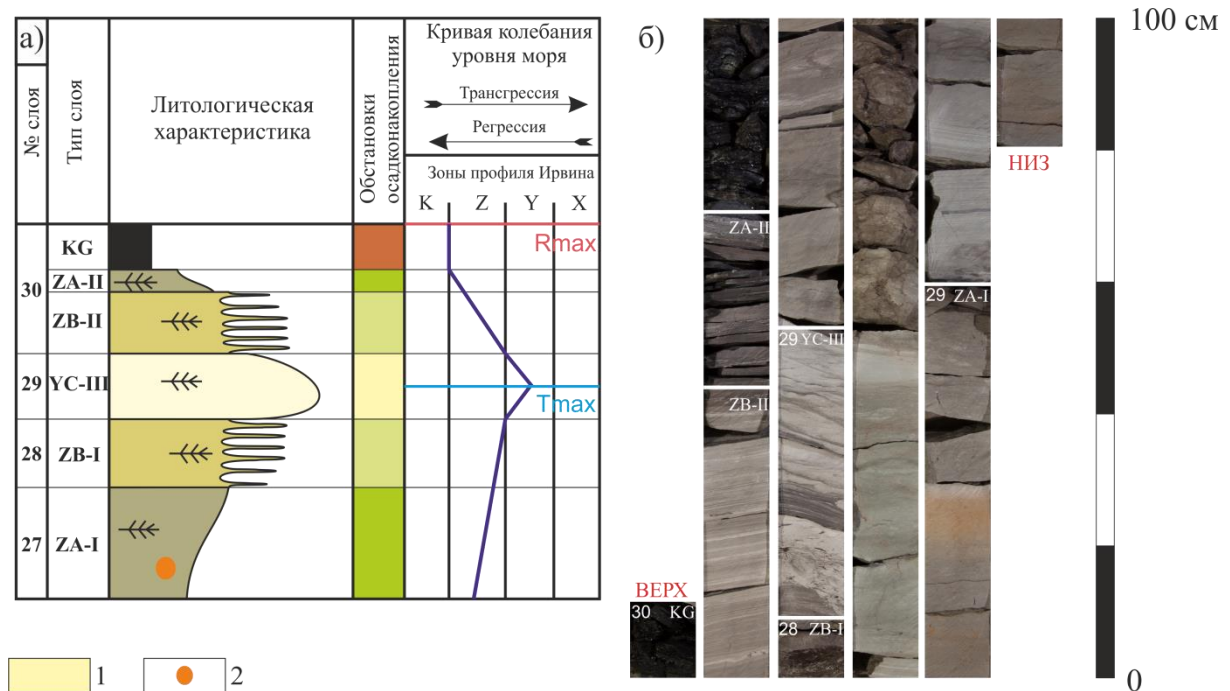 а)
Кривая колебания
уровня моря
Трансгрессия
Регрессия
№ слоя
Тип слоя
Литологическая
характеристика
Обстановки
осадконакопления
Зоны профиля Ирвина
K Z Y X
KG
Rmax
30
ZA-II
ZB-II
29 YC-III
Tmax
28 ZB-I
27 ZA-I
1
2
б)
100 см
НИЗ
ZA-II
29 ZA-I
29 YC-III
ZB-II
ВЕРХ
30 KG
28 ZB-I
0